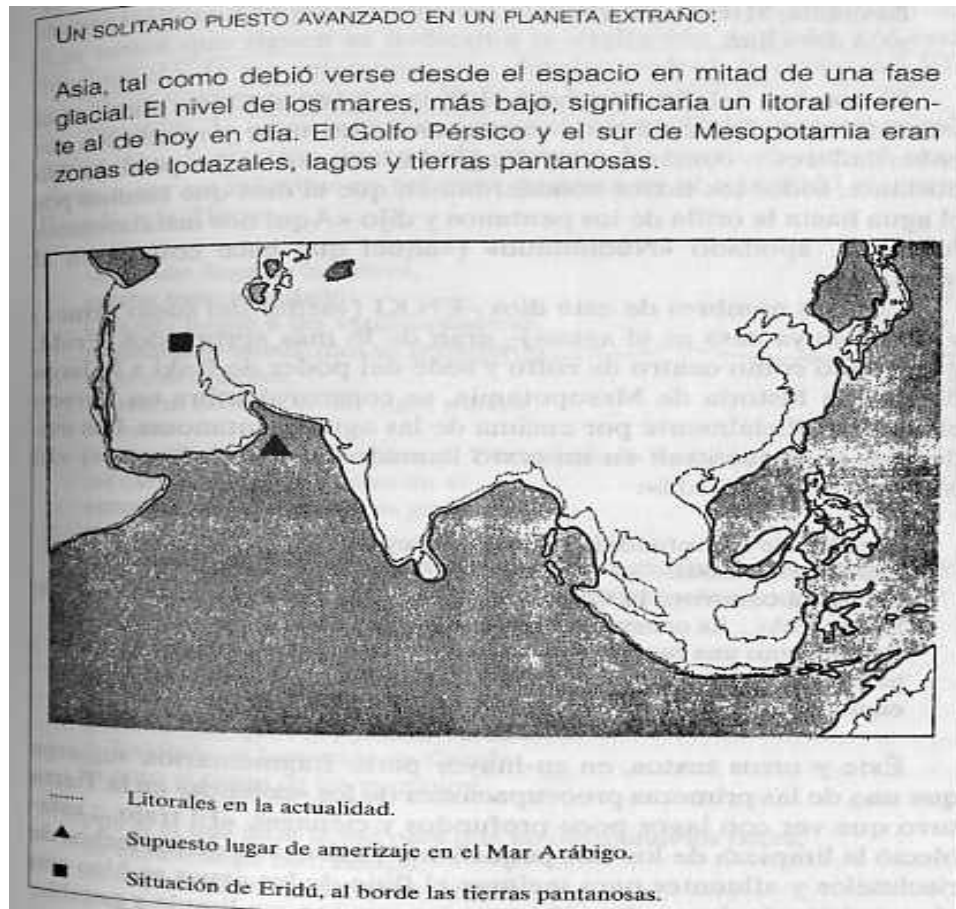 UN SOLITARIO PUESTO AVANZADO EN UN PLANETA EXTRAÑO:
Asia, tal como debió verse desde el espacio en mitad de una fase
glacial. El nivel de los mares, más bajo, significaría un litoral diferen-
te al de hoy en día. El Golfo Pérsico y el sur de Mesopotamia eran
zonas de lodazales, lagos y tierras pantanosas.
Litorales en la actualidad.
Supuesto lugar de amerizaje en el Mar Arábigo.
Situación de Eridú, al borde las tierras pantanosas.